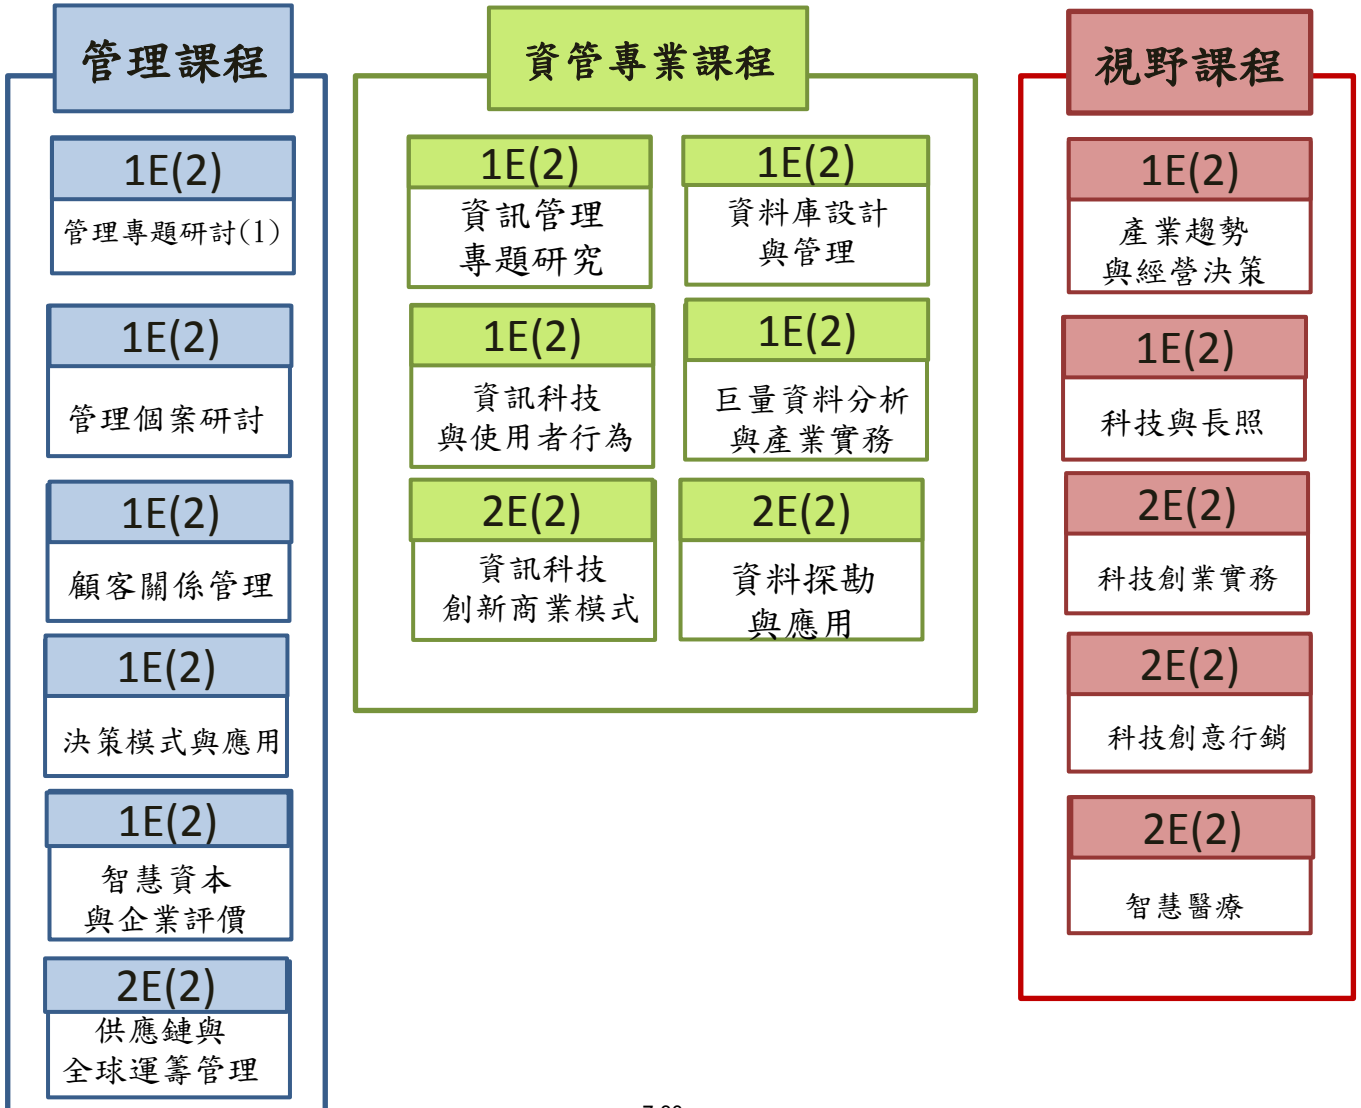 管理課程
1E(2)
管理專題研討(1)
1E(2)
管理個案研討
1E(2)
顧客關係管理
1E(2)
決策模式與應用
1E(2)
智慧資本
與企業評價
2E(2)
供應鏈與
全球運籌管理
資管專業課程
1E(2)
資訊管理
專題研究
1E(2)
資料庫設計
與管理
1E(2)
資訊科技
與使用者行為
1E(2)
巨量資料分析
與產業實務
2E(2)
資訊科技
創新商業模式
2E(2)
資料探勘
與應用
視野課程
1E(2)
產業趨勢
與經營決策
1E(2)
科技與長照
2E(2)
科技創業實務
2E(2)
科技創意行銷
2E(2)
智慧醫療